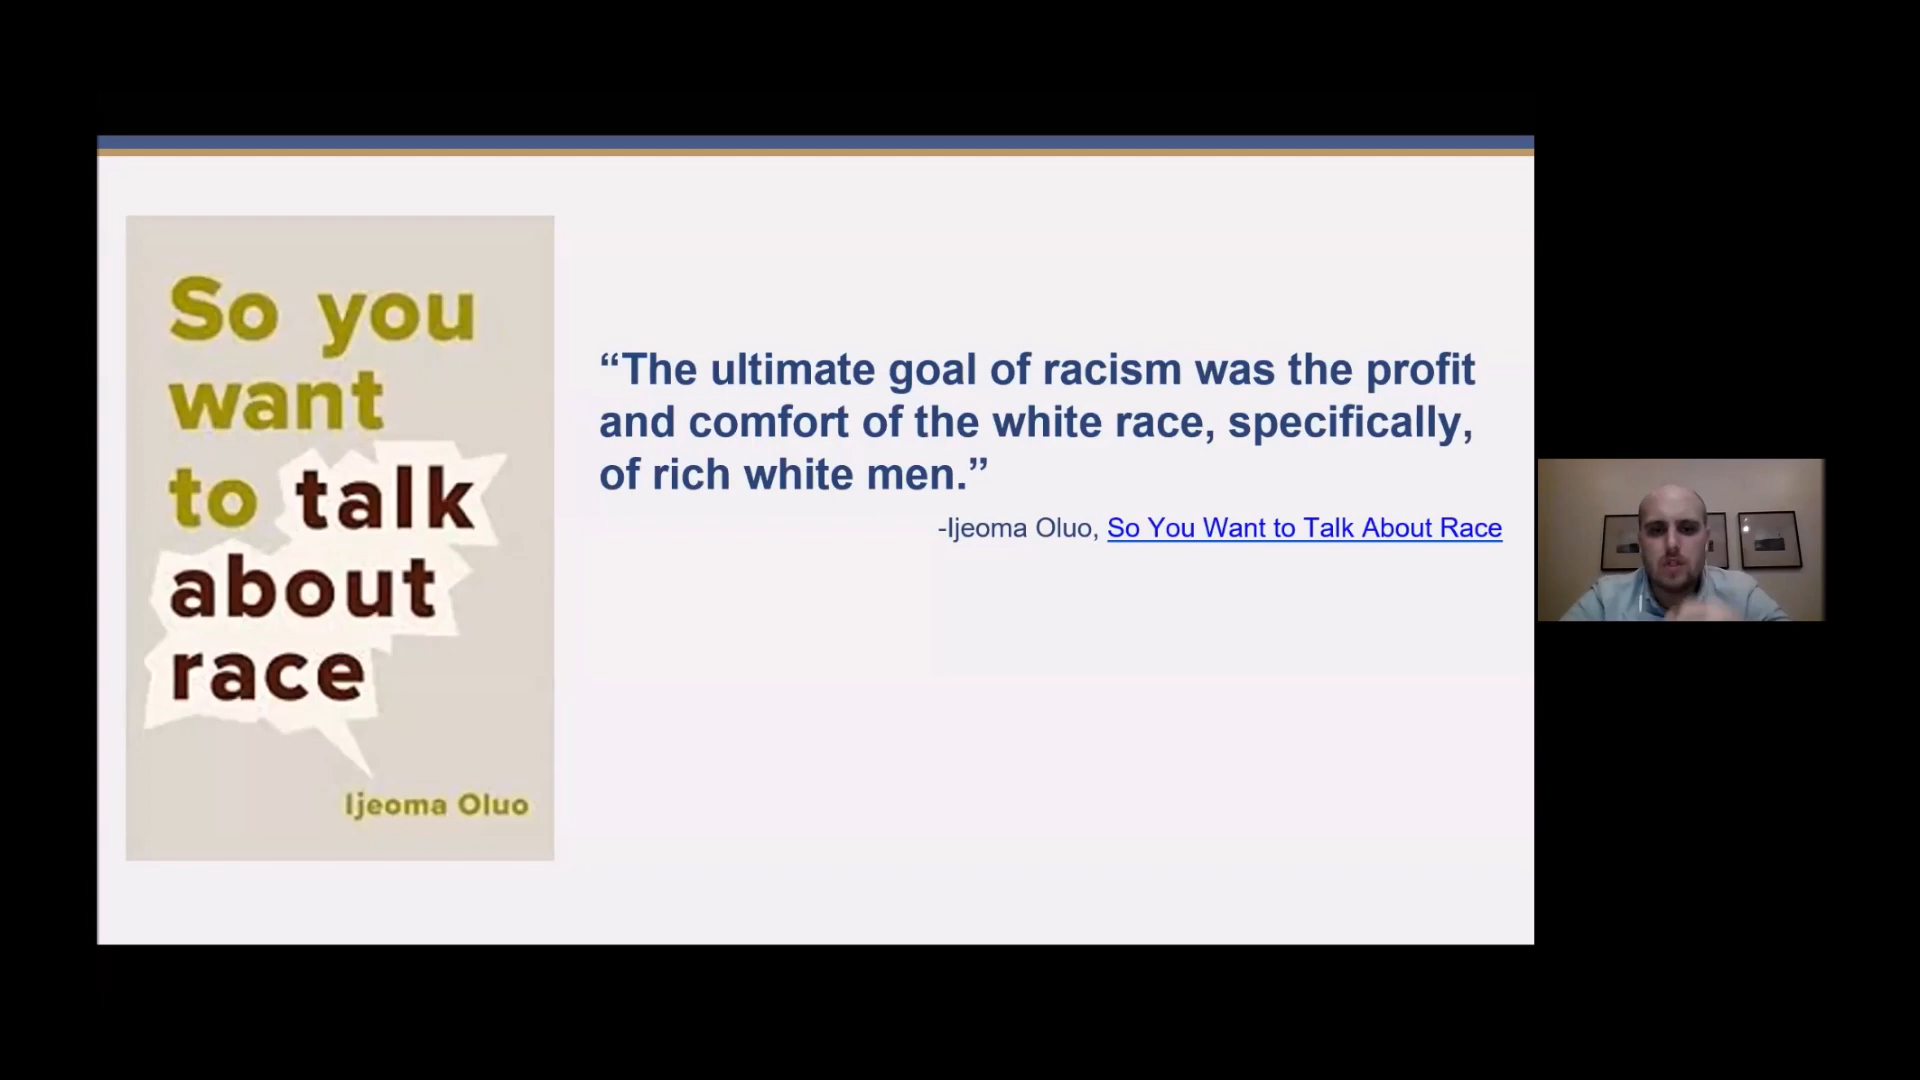 So you
want
to talk
about
race
Ijeoma Oluo
“The ultimate goal of racism was the profit
and comfort of the white race, specifically,
of rich white men.”
-Ijeoma Oluo, So You Want to Talk About Race